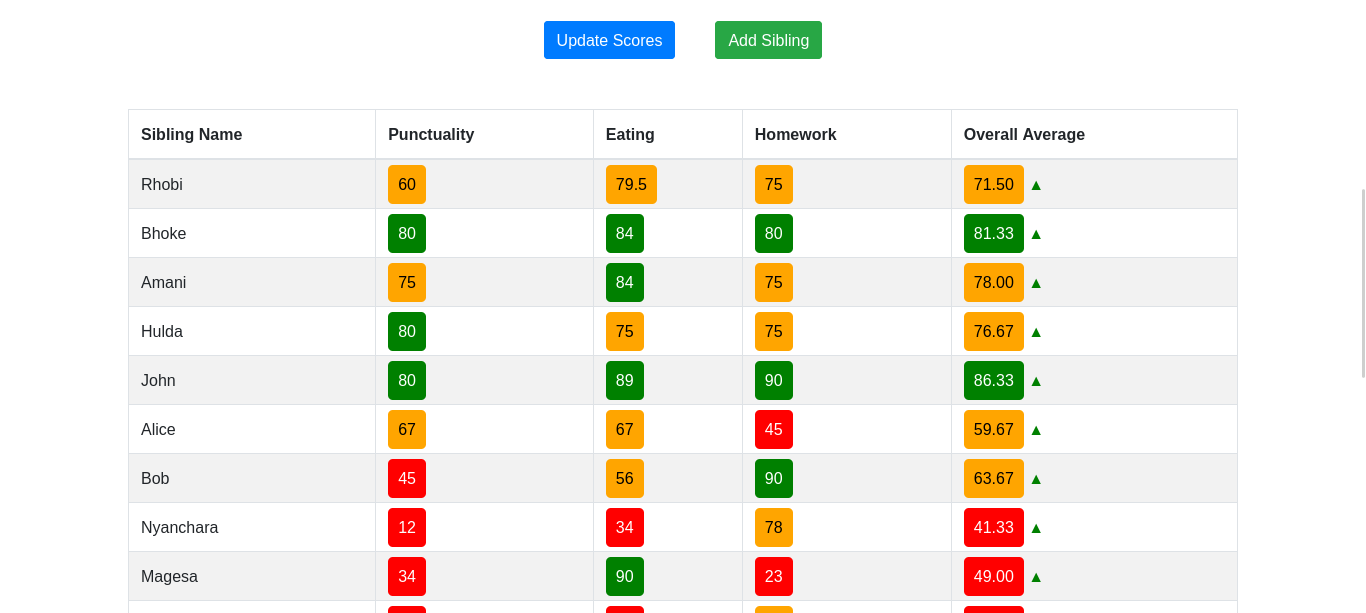 Update Scores Add Sibling
Sibling Name Punctuality Eating Homework Overall Average
Rhobi 60 79.5 75 71.50 ▲
Bhoke 80 84 80 81.33 ▲
Amani 75 84 75 78.00 ▲
Hulda 80 75 75 76.67 ▲
John 80 89 90 86.33 ▲
Alice 67 67 45 59.67 ▲
Bob 45 56 90 63.67 ▲
Nyanchara 12 34 78 41.33 ▲
Magesa 34 90 23 49.00 ▲